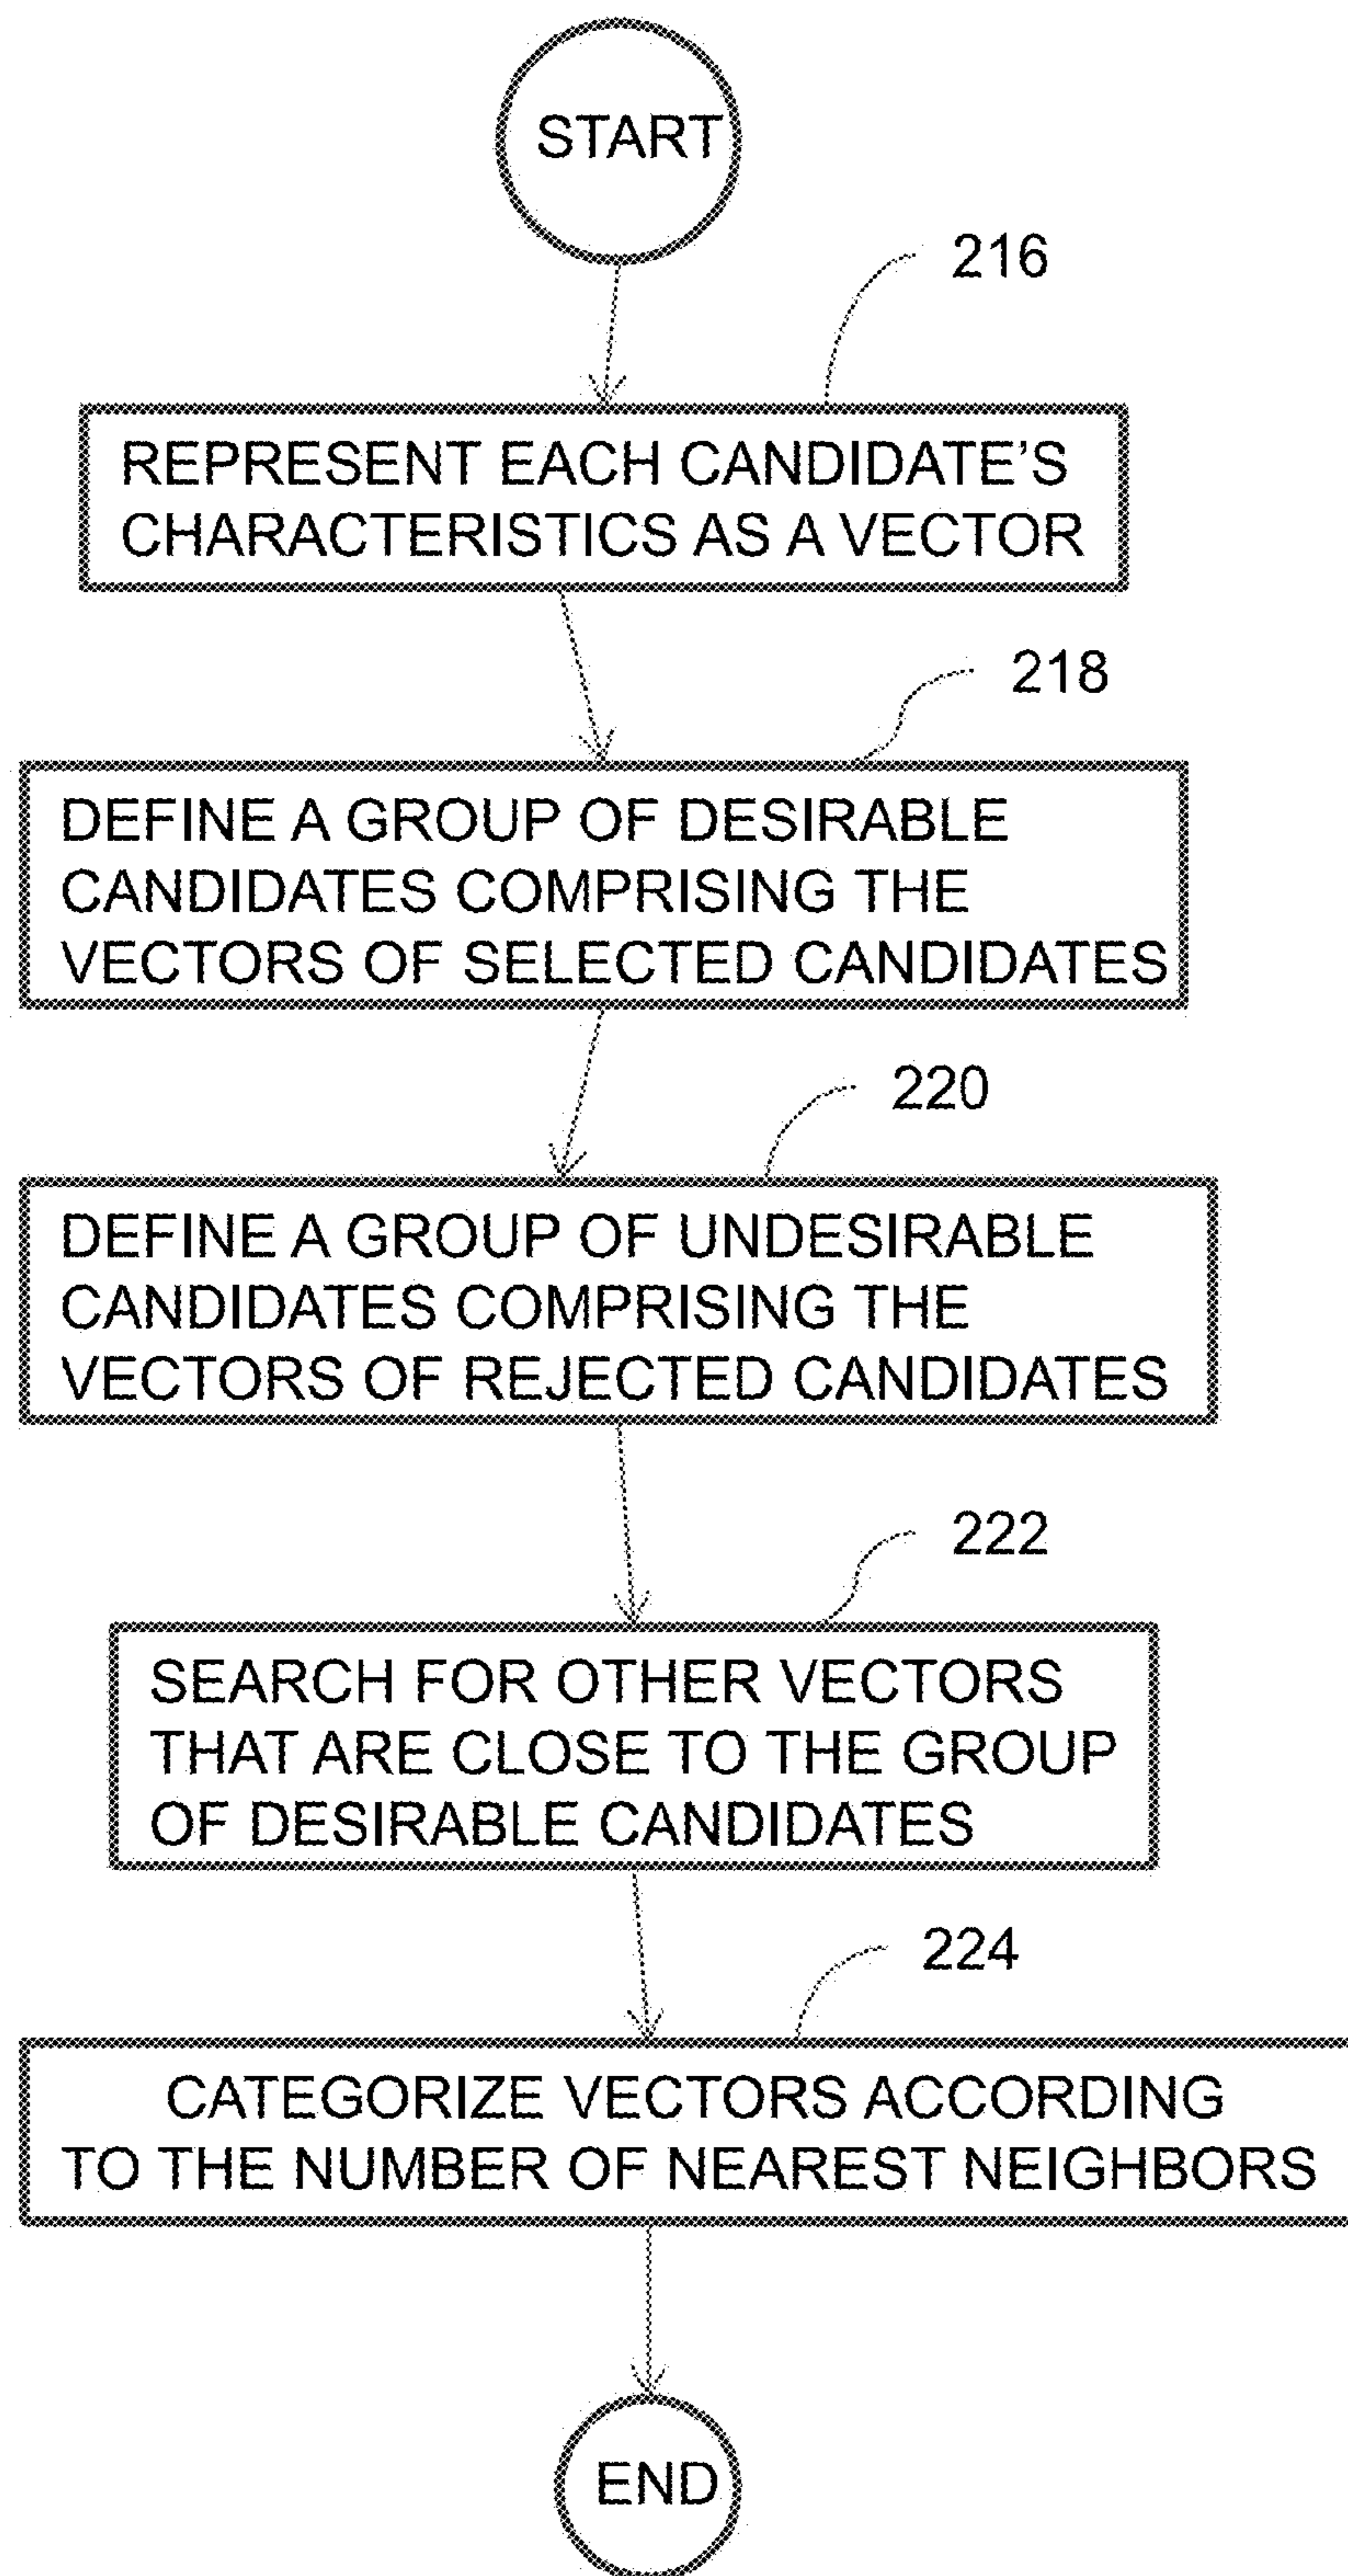 START
216
REPRESENT EACH CANDIDATE'S
CHARACTERISTICS AS A VECTOR
218
DEFINE A GROUP OF DESIRABLE
CANDIDATES COMPRISING THE
VECTORS OF SELECTED CANDIDATES
220
DEFINE A GROUP OF UNDESIRABLE
CANDIDATES COMPRISING THE
VECTORS OF REJECTED CANDIDATES
222
SEARCH FOR OTHER VECTORS
THAT ARE CLOSE TO THE GROUP
OF DESIRABLE CANDIDATES
224
CATEGORIZE VECTORS ACCORDING
TO THE NUMBER OF NEAREST NEIGHBORS
END